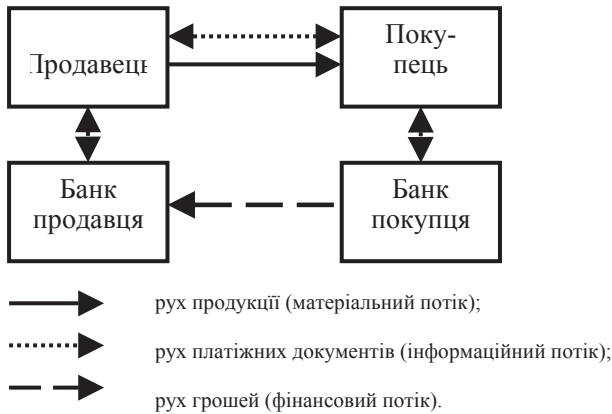 Продавець
Поку-
пець
Банк
продавця
Банк
покупця
рух продукції (матеріальний потік);
рух платіжних документів (інформаційний потік);
рух грошей (фінансовий потік).